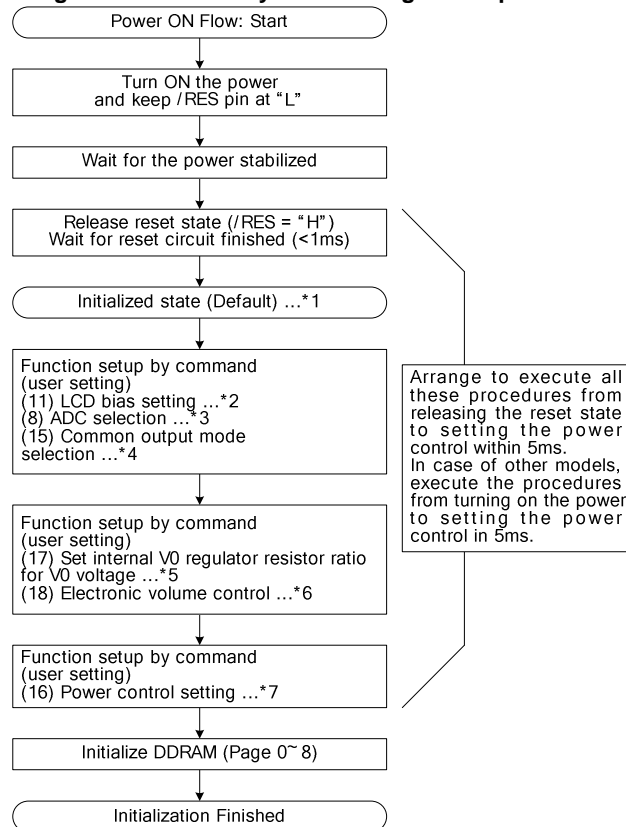 Power ON Flow: Start
Turn ON the power
and keep /RES pin at "L"
Wait for the power stabilized
Release reset state (/RES = "H")
Wait for reset circuit finished (<1ms)
Initialized state (Default) ...*1
Function setup by command
(user setting)
(11) LCD bias setting ...*2
(8) ADC selection ...*3
(15) Common output mode
selection ...*4
Arrange to execute all
these procedures from
releasing the reset state
to setting the power
control within 5ms.
In case of other models,
execute the procedures
from turning on the power
to setting the power
control in 5ms.
Function setup by command
(user setting)
(17) Set internal V0 regulator resistor ratio
for V0 voltage ...*5
(18) Electronic volume control ...*6
Function setup by command
(user setting)
(16) Power control setting ...*7
Initialize DDRAM (Page 0~8)
Initialization Finished